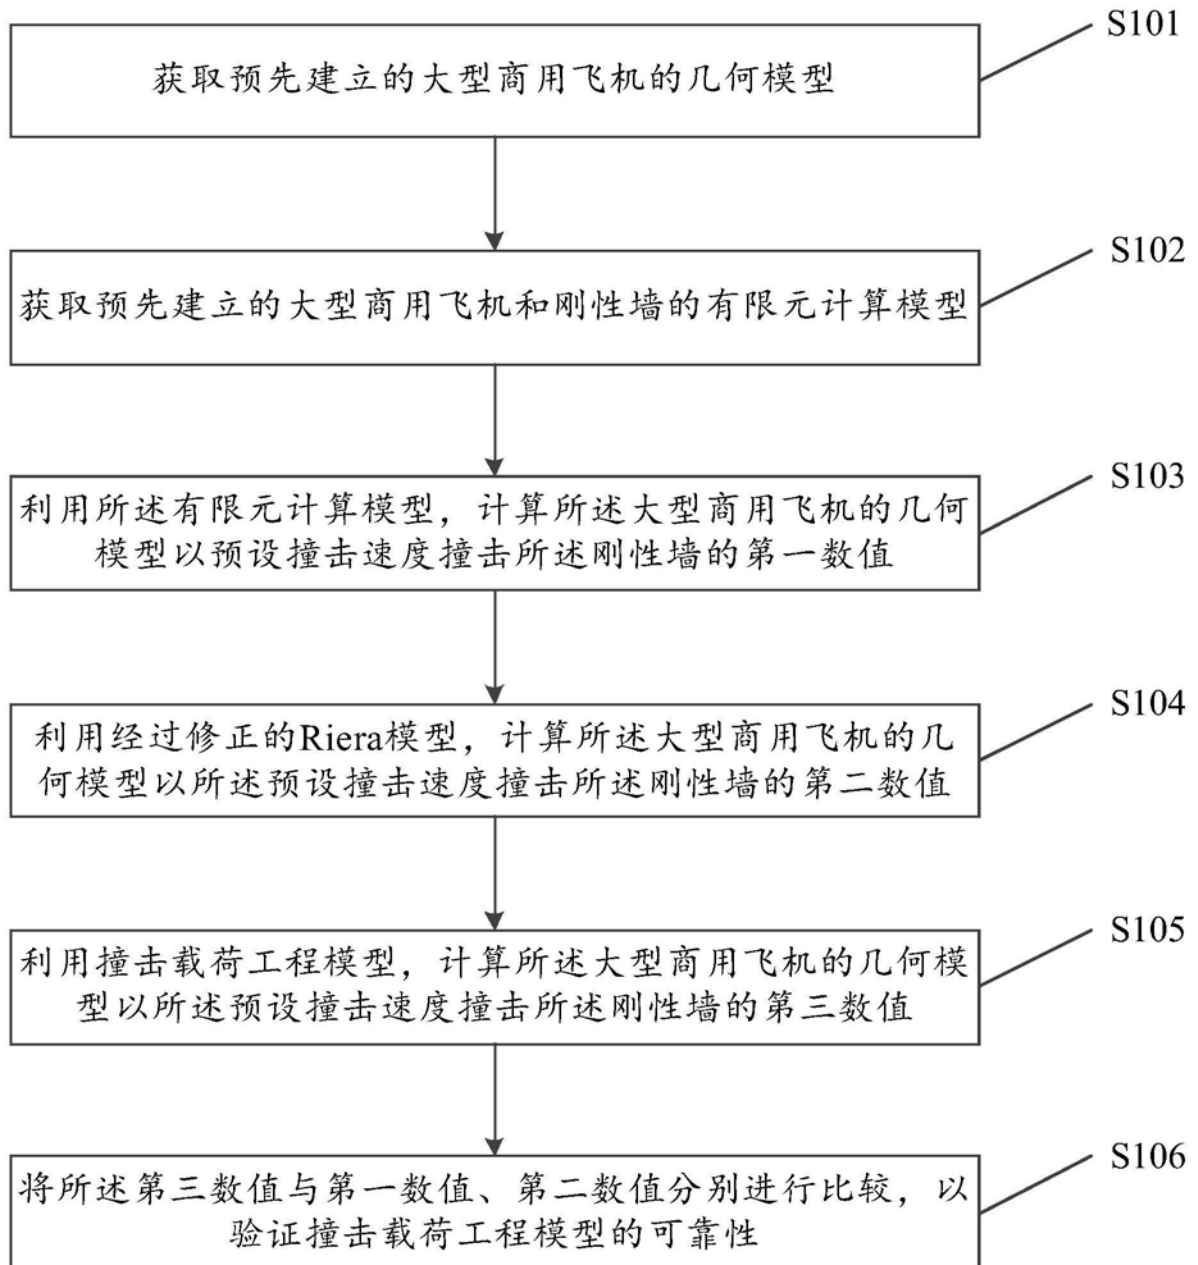 S101
获取预先建立的大型商用飞机的几何模型
S102
获取预先建立的大型商用飞机和刚性墙的有限元计算模型
S103
利用所述有限元计算模型，计算所述大型商用飞机的几何
模型以预设撞击速度撞击所述刚性墙的第一数值
S104
利用经过修正的Riera模型，计算所述大型商用飞机的几
何模型以所述预设撞击速度撞击所述刚性墙的第二数值
S105
利用撞击载荷工程模型，计算所述大型商用飞机的几何模
型以所述预设撞击速度撞击所述刚性墙的第三数值
S106
将所述第三数值与第一数值、第二数值分别进行比较，以
验证撞击载荷工程模型的可靠性